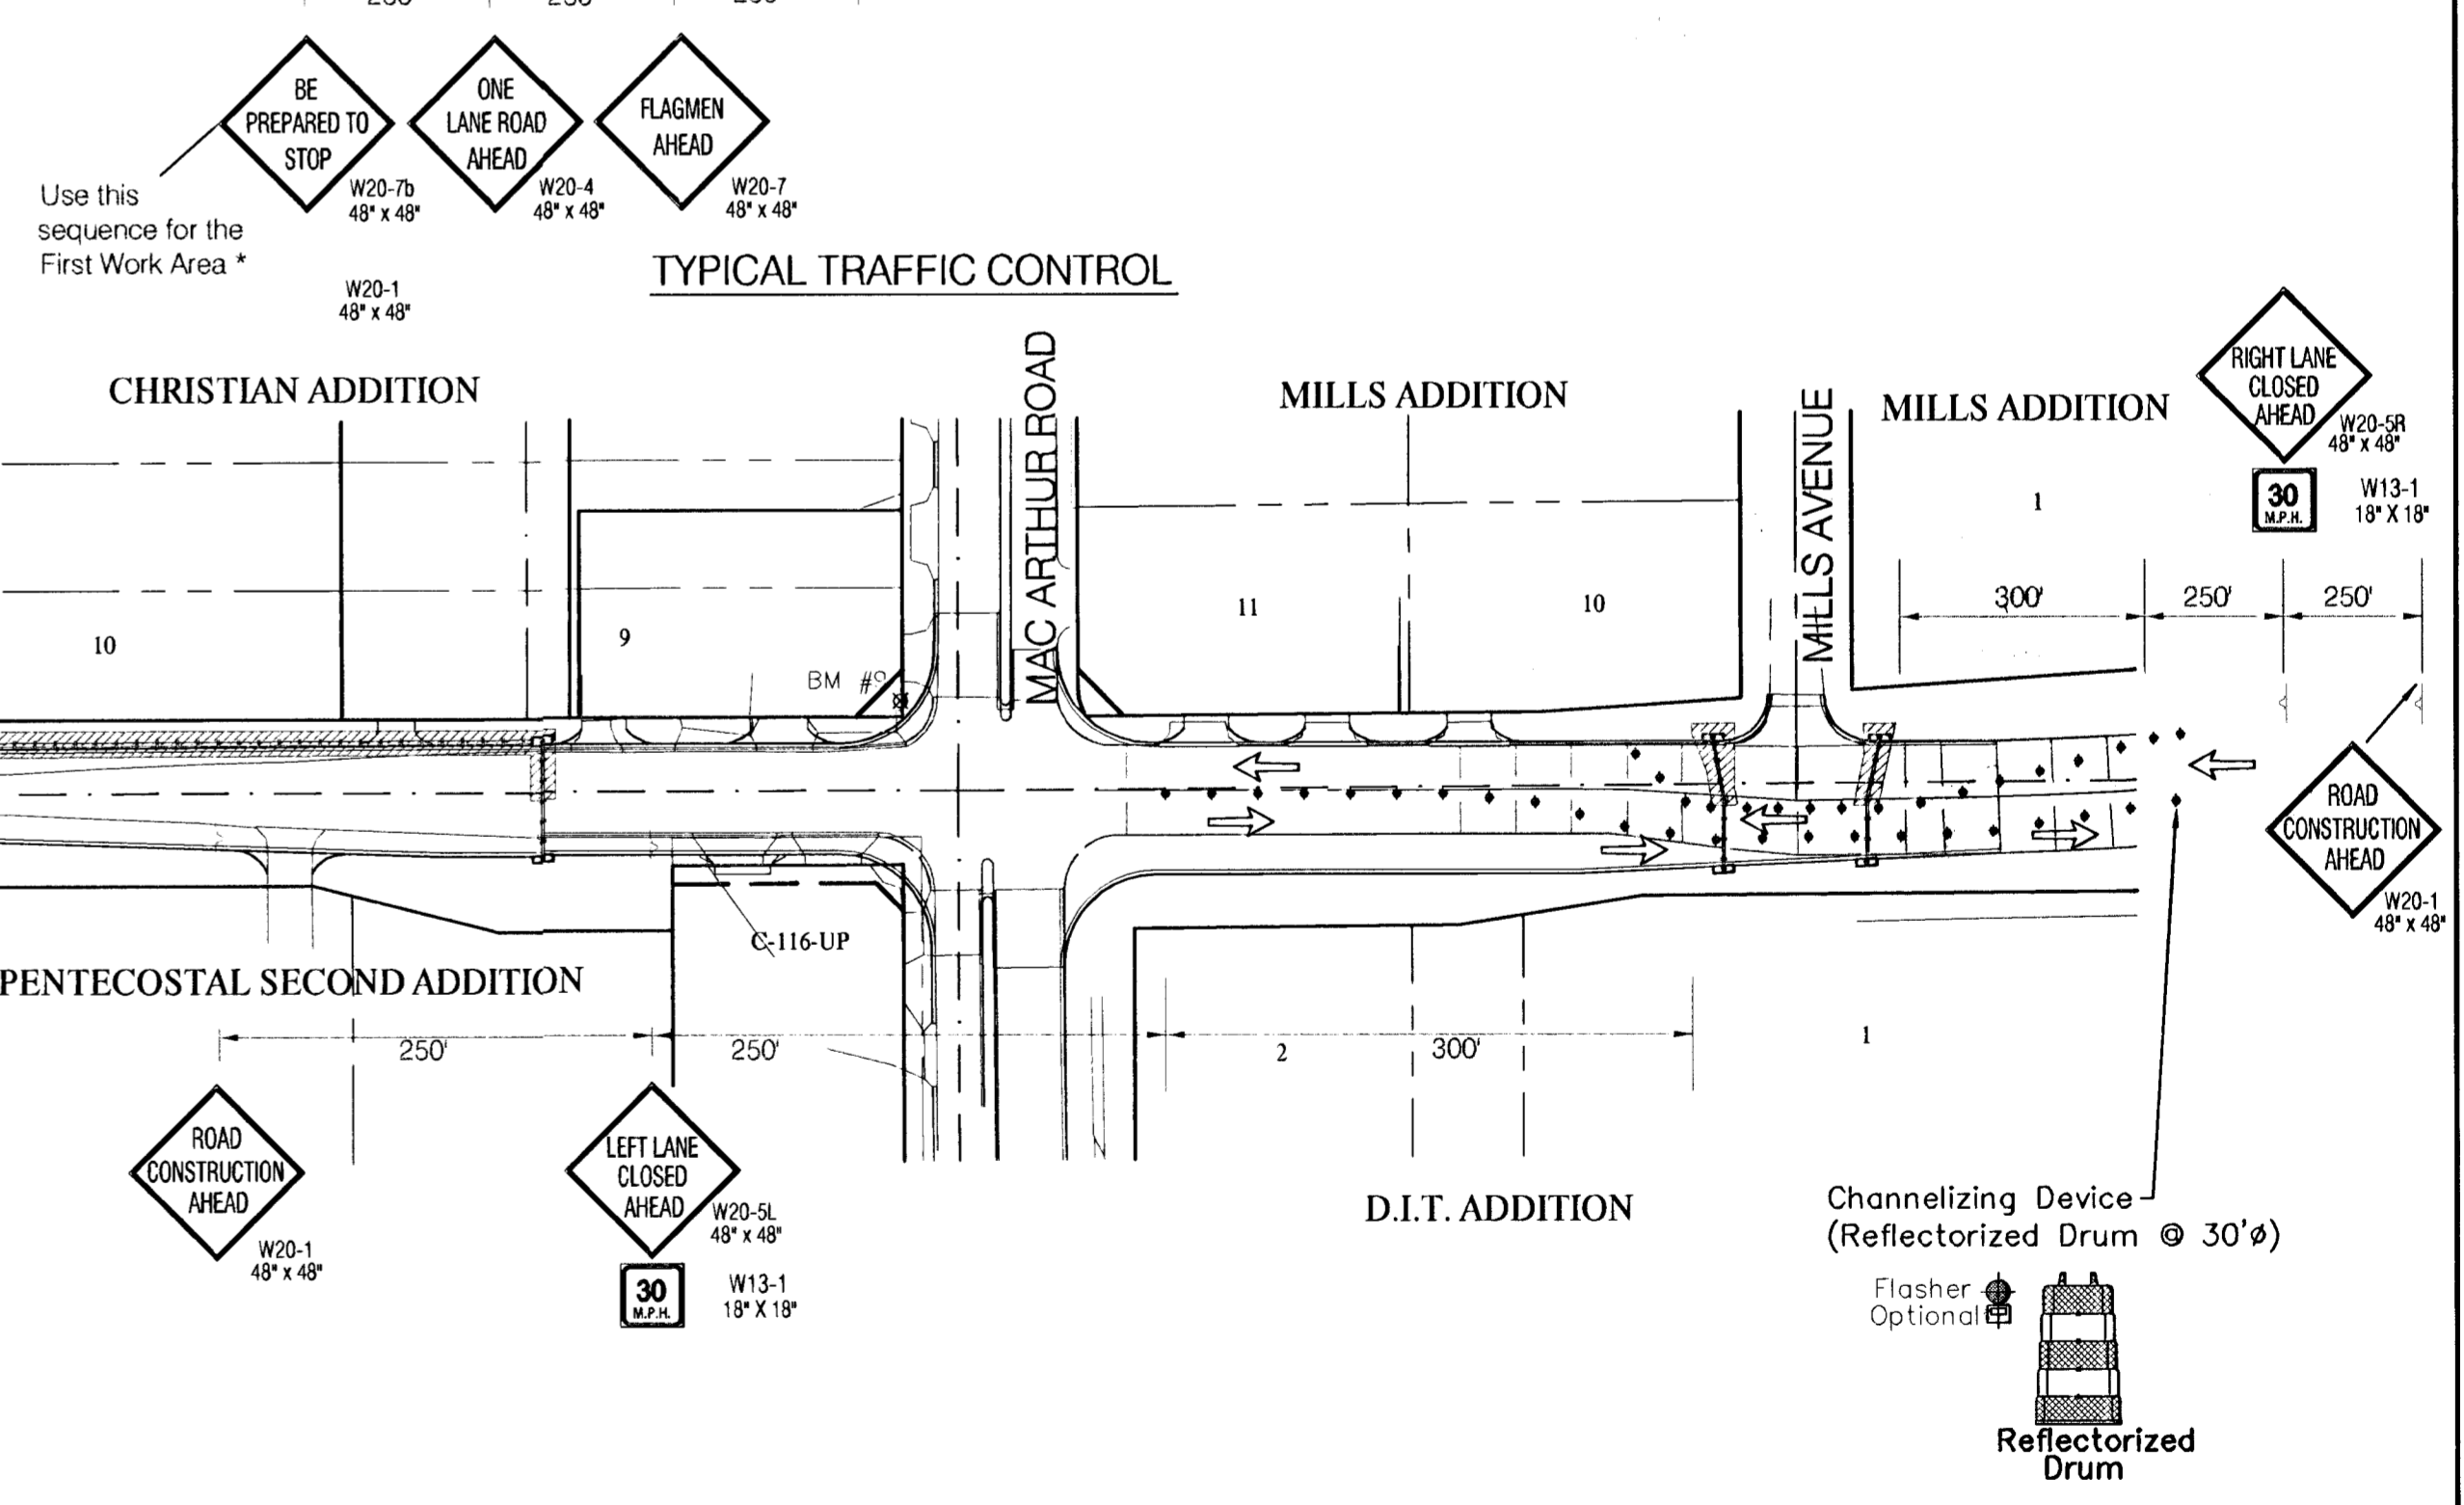 BE
PREPARED TO
STOP
W20-7b
48" x 48"
ONE
LANE ROAD
AHEAD
W20-4
48" x 48"
FLAGMEN
AHEAD
W20-7
48" x 48"
Use this
sequence for the
First Work Area *
W20-1
48" x 48"
TYPICAL TRAFFIC CONTROL
CHRISTIAN ADDITION
MAC ARTHUR ROAD
MILLS ADDITION
MILLS AVENUE
MILLS ADDITION
RIGHT LANE
CLOSED
AHEAD
W20-5R
48" x 48"
30
M.P.H.
W13-1
18" X 18"
1
300'
250'
250'
10
9
BM #9
11
10
ROAD
CONSTRUCTION
AHEAD
W20-1
48" x 48"
C-116-UP
PENTECOSTAL SECOND ADDITION
250'
250'
2
300'
1
ROAD
CONSTRUCTION
AHEAD
W20-1
48" x 48"
LEFT LANE
CLOSED
AHEAD
W20-5L
48" x 48"
30
M.P.H.
W13-1
18" X 18"
D.I.T. ADDITION
Channelizing Device
(Reflectorized Drum @ 30'ø)
Flasher
Optional
Reflectorized
Drum